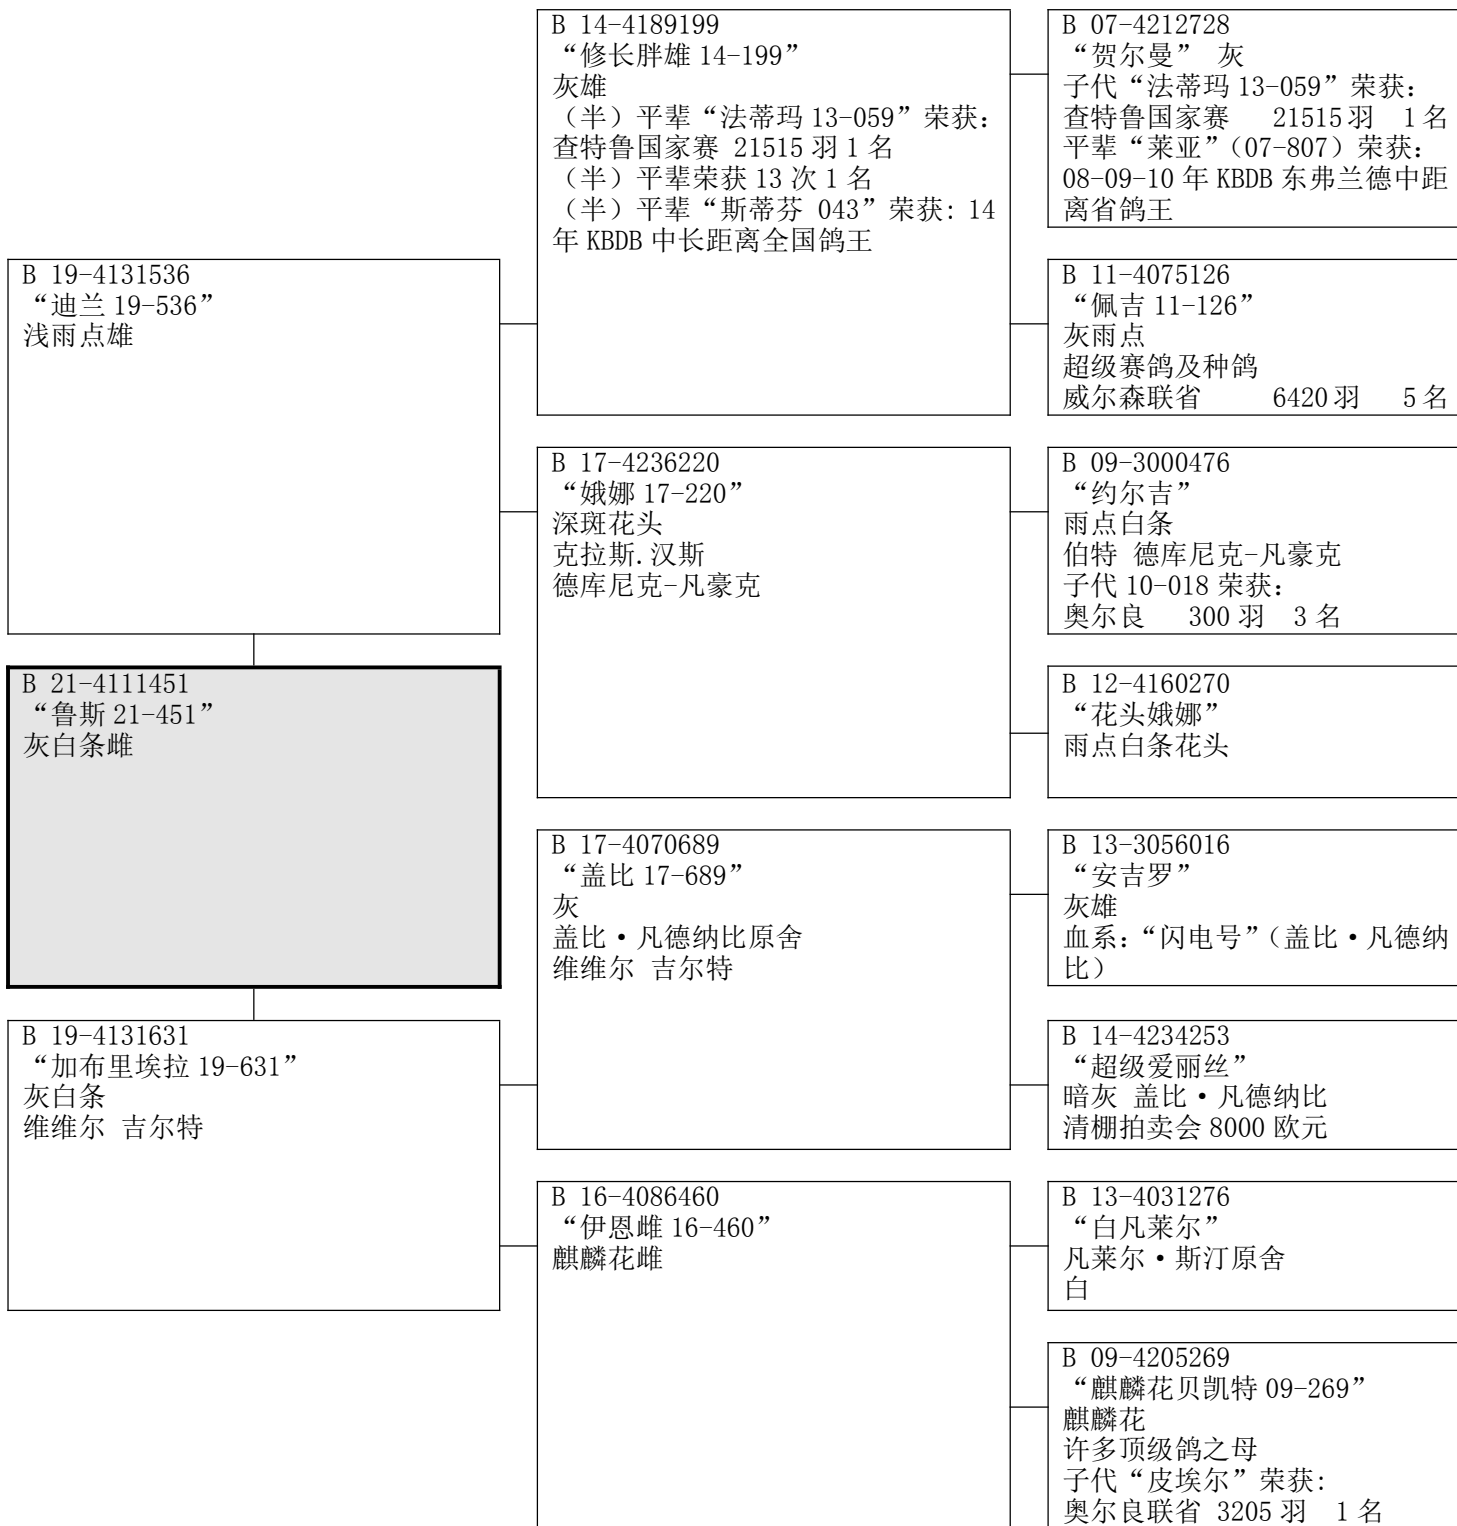 B 14-4189199
“修长胖雄 14-199”
灰雄
（半）平辈“法蒂玛 13-059”荣获：
查特鲁国家赛 21515 羽 1 名
（半）平辈荣获 13 次 1 名
（半）平辈“斯蒂芬 043”荣获: 14
年 KBDB 中长距离全国鸽王
B 07-4212728
“贺尔曼” 灰
子代“法蒂玛 13-059”荣获：
查特鲁国家赛 21515 羽 1 名
平辈“莱亚”（07-807）荣获：
08-09-10 年 KBDB 东弗兰德中距
离省鸽王
B 19-4131536
“迪兰 19-536”
浅雨点雄
B 11-4075126
“佩吉 11-126”
灰雨点
超级赛鸽及种鸽
威尔森联省 6420 羽 5 名
B 17-4236220
“娥娜 17-220”
深斑花头
克拉斯.汉斯
德库尼克-凡豪克
B 09-3000476
“约尔吉”
雨点白条
伯特 德库尼克-凡豪克
子代 10-018 荣获：
奥尔良 300 羽 3 名
B 21-4111451
“鲁斯 21-451”
灰白条雌
B 12-4160270
“花头娥娜”
雨点白条花头
B 17-4070689
“盖比 17-689”
灰
盖比·凡德纳比原舍
维维尔 吉尔特
B 13-3056016
“安吉罗”
灰雄
血系：“闪电号”（盖比·凡德纳
比）
B 19-4131631
“加布里埃拉 19-631”
灰白条
维维尔 吉尔特
B 14-4234253
“超级爱丽丝”
暗灰 盖比·凡德纳比
清棚拍卖会 8000 欧元
B 16-4086460
“伊恩雌 16-460”
麒麟花雌
B 13-4031276
“白凡莱尔”
凡莱尔·斯汀原舍
白
B 09-4205269
“麒麟花贝凯特 09-269”
麒麟花
许多顶级鸽之母
子代“皮埃尔”荣获:
奥尔良联省 3205 羽 1 名